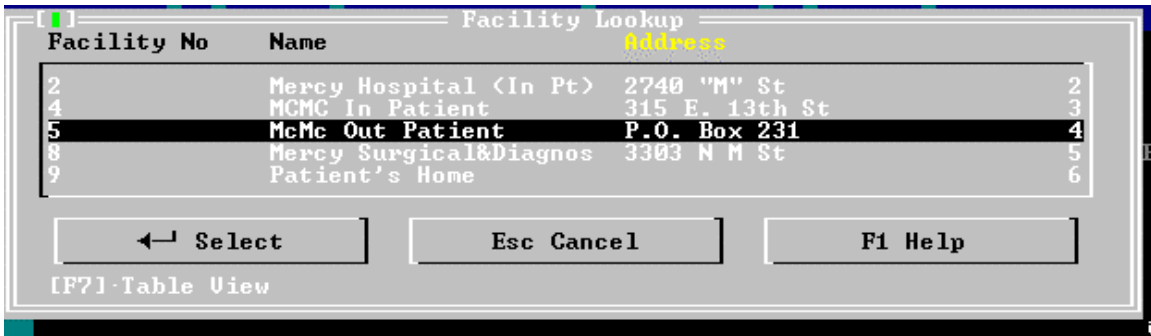 [ ] Facility Lookup
Facility No Name Address
2 Mercy Hospital (In Pt) 2740 "M" St 2
4 MCMC In Patient 315 E. 13th St 3
5 McMc Out Patient P.O. Box 231 4
8 Mercy Surgical&Diagnos 3303 N M St 5
9 Patient's Home 6
◄─┘ Select Esc Cancel F1 Help
[F7]·Table View